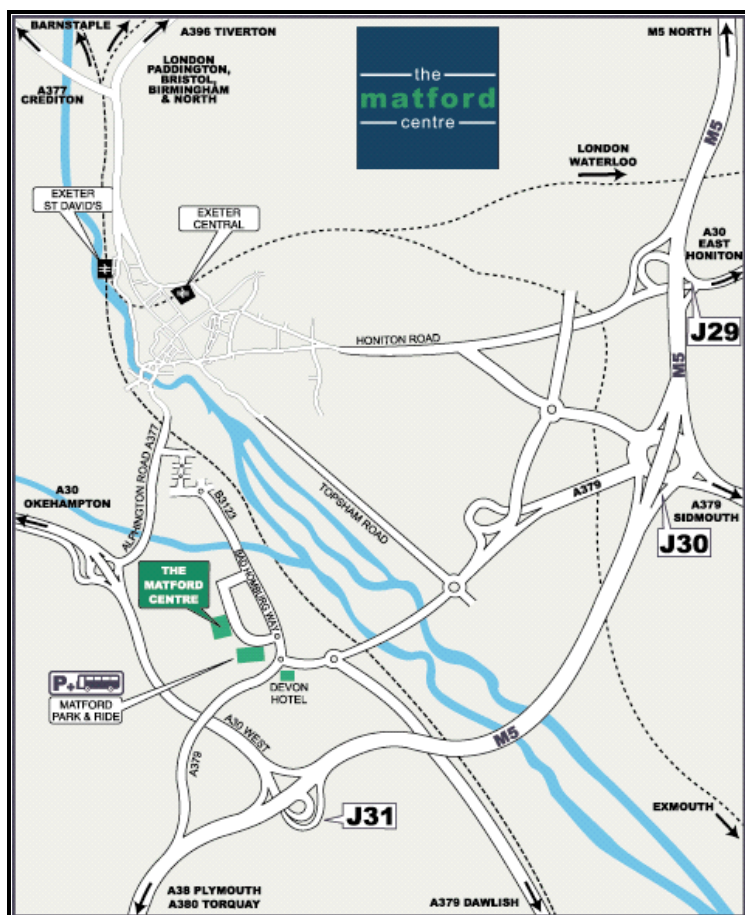 BARNSTAPLE
A396 TIVERTON
M5 NORTH
LONDON
PADDINGTON,
BRISTOL,
BIRMINGHAM
& NORTH
A377
CREDITON
the
matford
centre
M5
LONDON
WATERLOO
EXETER
ST DAVID'S
EXETER
CENTRAL
A30
EAST
HONITON
J29
HONITON ROAD
M5
ALPHINGTON ROAD A377
A30
OKEHAMPTON
B3123
TOPSHAM ROAD
A379
A379
SIDMOUTH
J30
THE
MATFORD
CENTRE
BAD HOMBURG WAY
P+
MATFORD
PARK & RIDE
DEVON
HOTEL
A30 WEST
A379
M5
J31
EXMOUTH
A38 PLYMOUTH
A380 TORQUAY
A379 DAWLISH